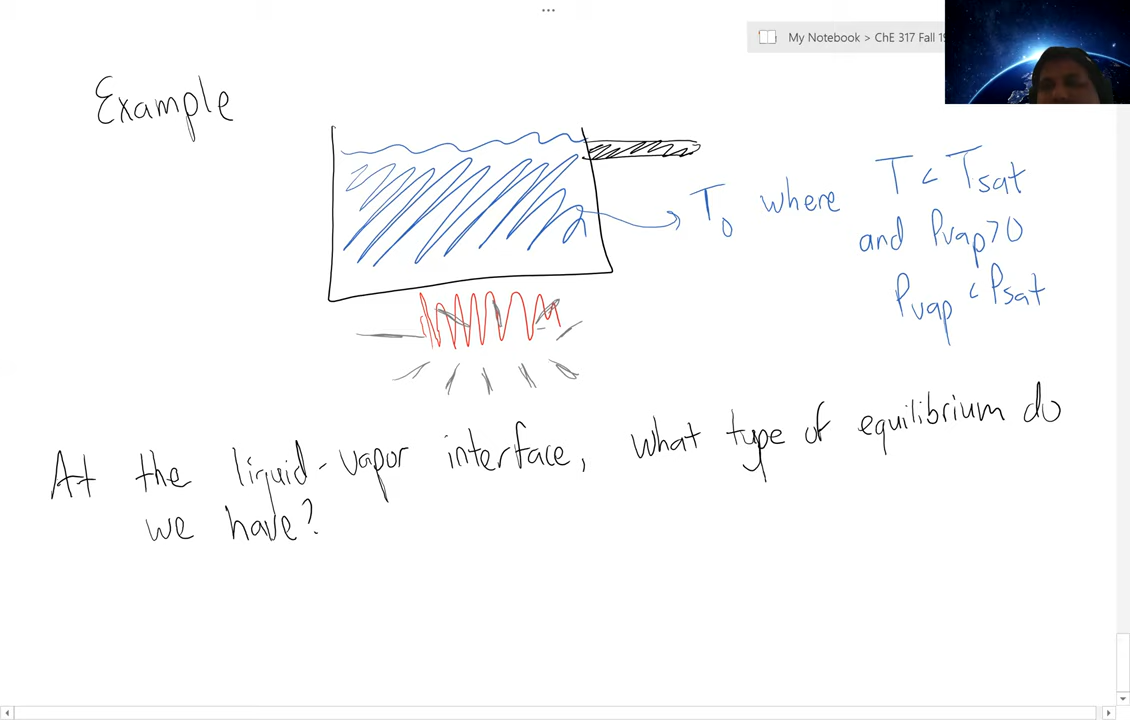 My Notebook > ChE 317 Fall 19
Example
T₀ where T < Tsat
and Pvap>0
Pvap < Psat
At the liquid-vapor interface, what type of equilibrium do
we have?